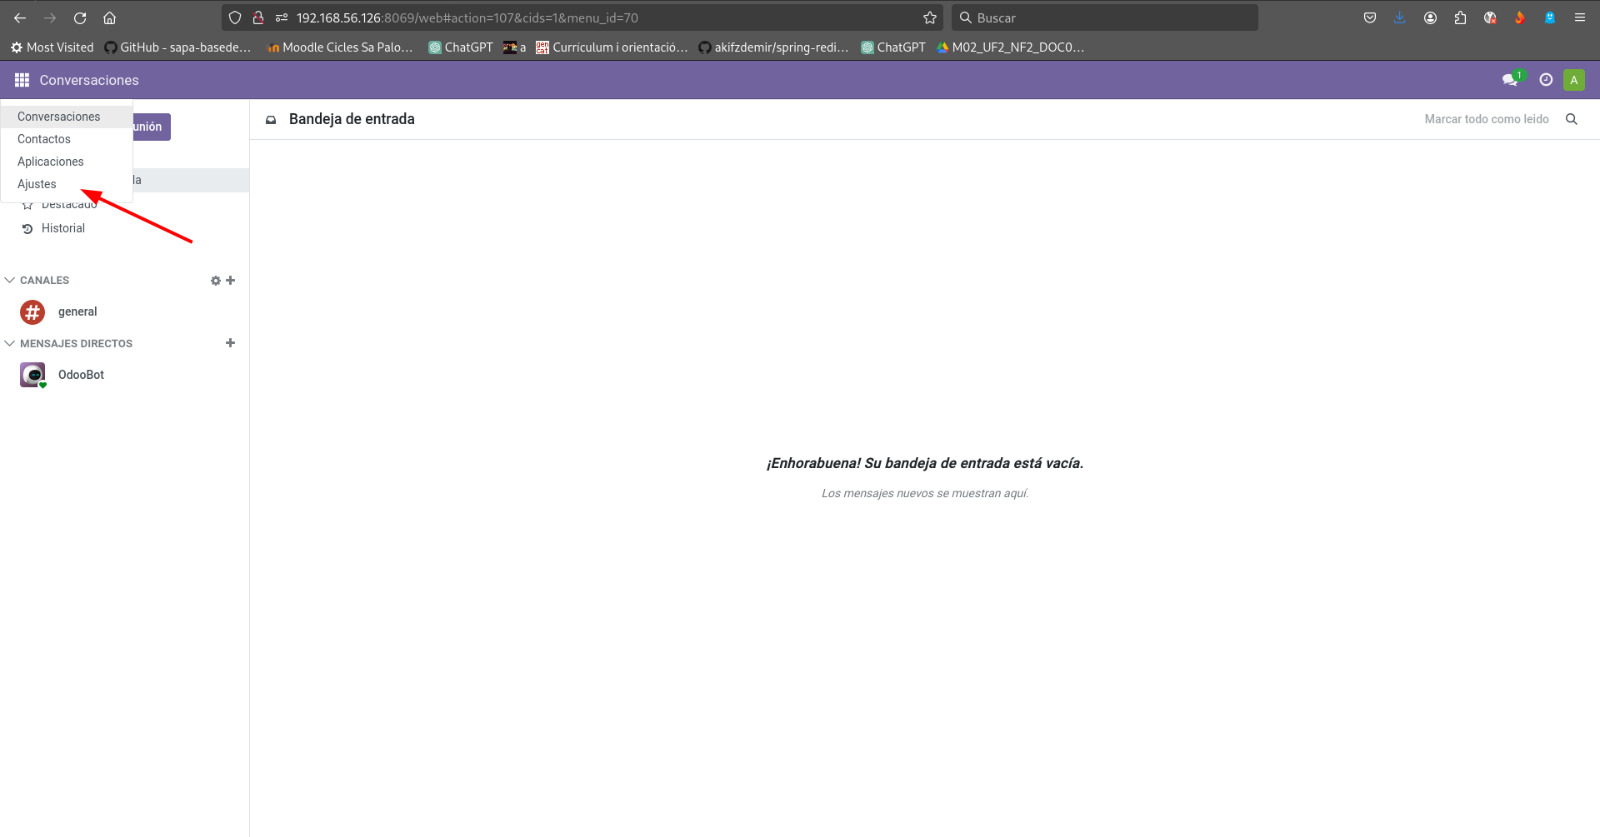 192.168.56.126:8069/web#action=107&cids=1&menu_id=70
Buscar
Most Visited
GitHub - sapa-basede...
Moodle Cicles Sa Palo...
ChatGPT
a
Currículum i orientació...
akifzdemir/spring-redi...
ChatGPT
M02_UF2_NF2_DOC0...
Conversaciones
1
A
Conversaciones
Contactos
Aplicaciones
Ajustes
unión
da
Destacado
Historial
CANALES
general
MENSAJES DIRECTOS
OdooBot
Bandeja de entrada
Marcar todo como leido
¡Enhorabuena! Su bandeja de entrada está vacía.
Los mensajes nuevos se muestran aquí.